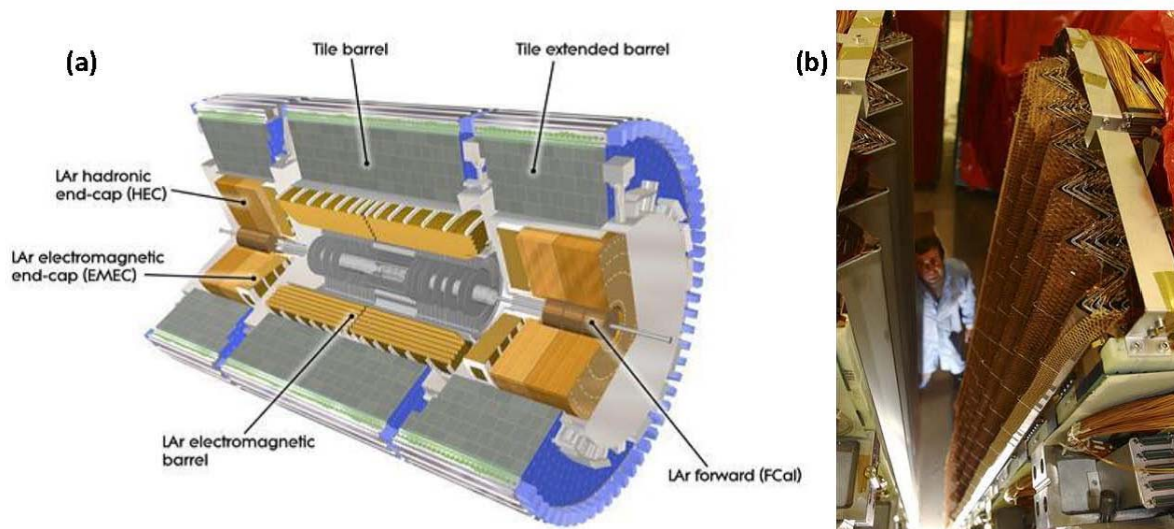 (a)
Tile barrel
Tile extended barrel
(b)
LAr hadronic
end-cap (HEC)
LAr electromagnetic
end-cap (EMEC)
LAr electromagnetic
barrel
LAr forward (FCal)